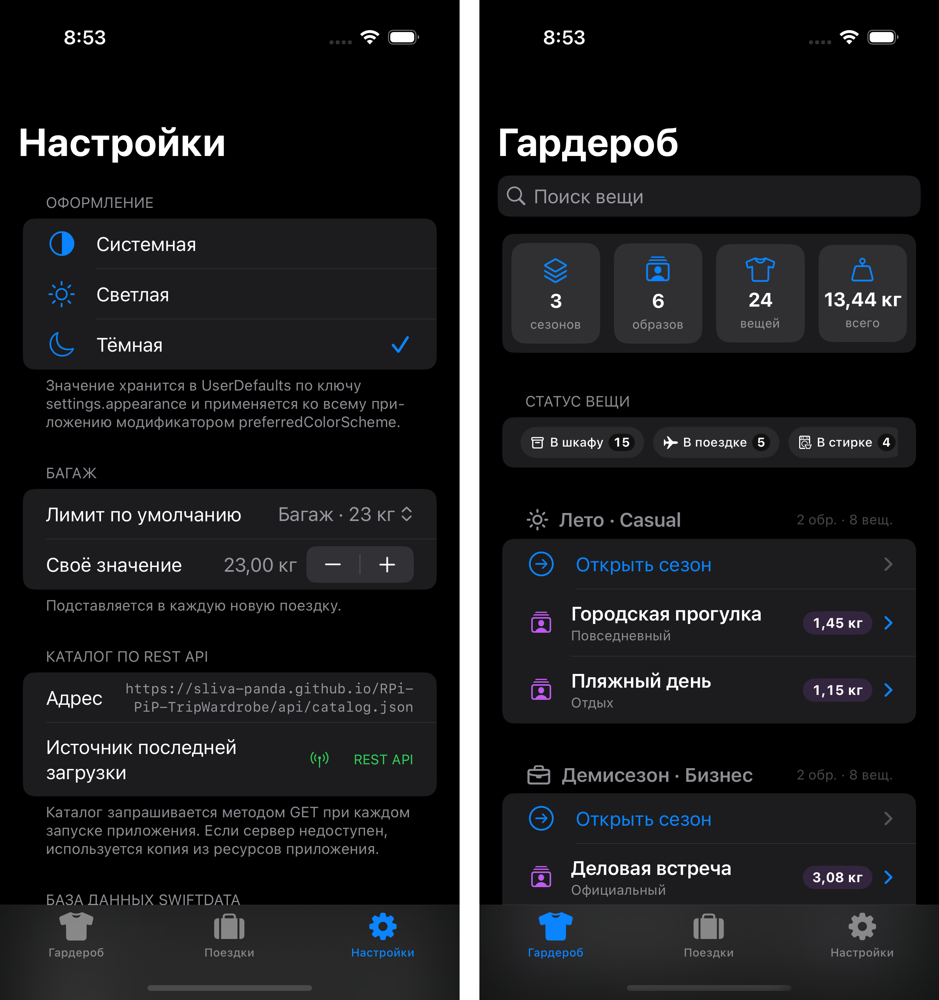 8:53
Настройки
ОФОРМЛЕНИЕ
Системная
Светлая
Тёмная
Значение хранится в UserDefaults по ключу
settings.appearance и применяется ко всему при-
ложению модификатором preferredColorScheme.
БАГАЖ
Лимит по умолчанию Багаж · 23 кг
Своё значение 23,00 кг
Подставляется в каждую новую поездку.
КАТАЛОГ ПО REST API
Адрес https://sliva-panda.github.io/RPi-
PiP-TripWardrobe/api/catalog.json
Источник последней
загрузки
REST API
Каталог запрашивается методом GET при каждом
запуске приложения. Если сервер недоступен,
используется копия из ресурсов приложения.
БАЗА ДАННЫХ SWIFTDATA
Гардероб Поездки Настройки
8:53
Гардероб
Поиск вещи
3 6 24 13,44 кг
сезонов образов вещей всего
СТАТУС ВЕЩИ
В шкафу 15 В поездке 5 В стирке 4
Лето · Casual 2 обр. · 8 вещ.
Открыть сезон
Городская прогулка 1,45 кг
Повседневный
Пляжный день 1,15 кг
Отдых
Демисезон · Бизнес 2 обр. · 8 вещ.
Открыть сезон
Деловая встреча 3,08 кг
Официальный
Гардероб Поездки Настройки